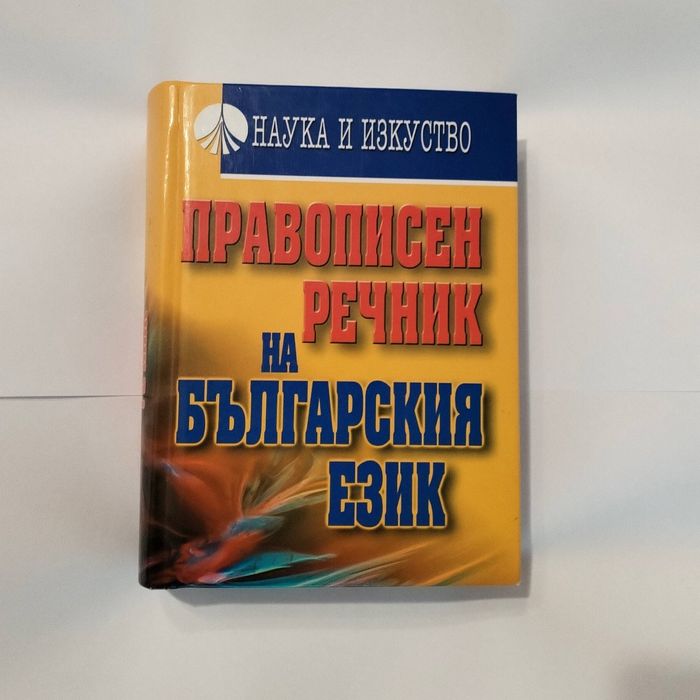 НАУКА И ИЗКУСТВО
ПРАВОПИСЕН
РЕЧНИК
НА
БЪЛГАРСКИЯ
ЕЗИК